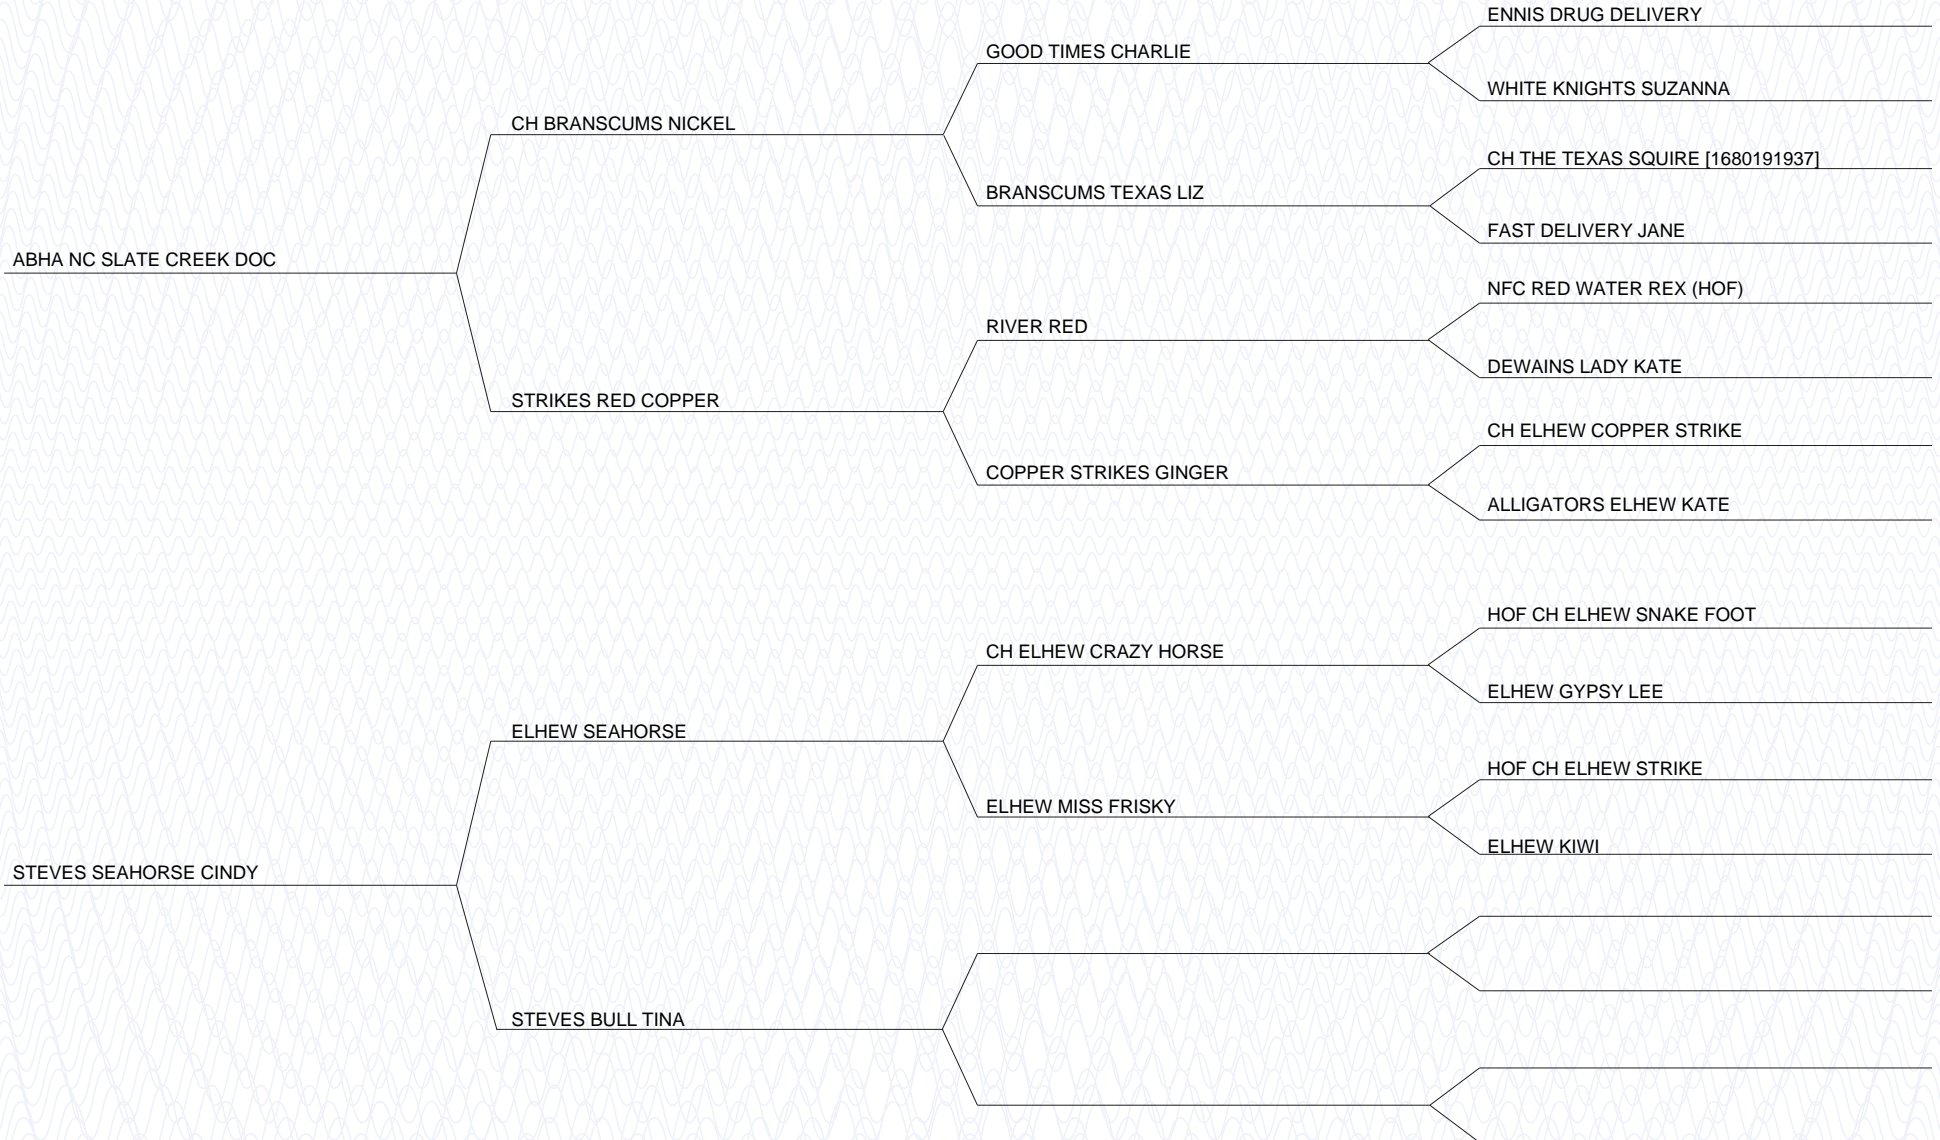 ENNIS DRUG DELIVERY
GOOD TIMES CHARLIE
WHITE KNIGHTS SUZANNA
CH BRANSCUMS NICKEL
CH THE TEXAS SQUIRE [1680191937]
BRANSCUMS TEXAS LIZ
FAST DELIVERY JANE
ABHA NC SLATE CREEK DOC
NFC RED WATER REX (HOF)
RIVER RED
DEWAINS LADY KATE
STRIKES RED COPPER
CH ELHEW COPPER STRIKE
COPPER STRIKES GINGER
ALLIGATORS ELHEW KATE
HOF CH ELHEW SNAKE FOOT
CH ELHEW CRAZY HORSE
ELHEW GYPSY LEE
ELHEW SEAHORSE
HOF CH ELHEW STRIKE
ELHEW MISS FRISKY
ELHEW KIWI
STEVES SEAHORSE CINDY
STEVES BULL TINA